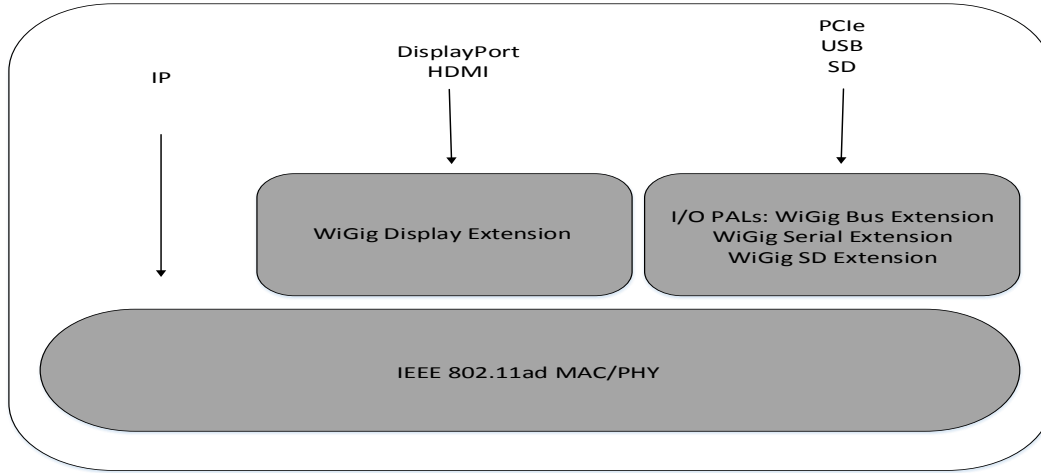 IP
DisplayPort
HDMI
PCIe
USB
SD
WiGig Display Extension
I/O PALs: WiGig Bus Extension
WiGig Serial Extension
WiGig SD Extension
IEEE 802.11ad MAC/PHY